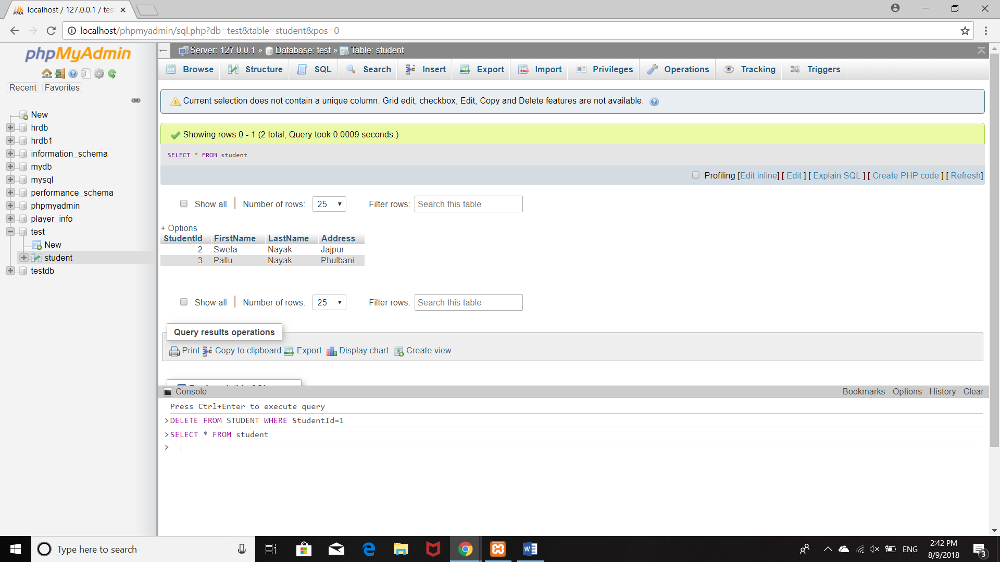 localhost / 127.0.0.1 / tes
localhost/phpmyadmin/sql.php?db=test&table=student&pos=0
phpMyAdmin
Recent Favorites
New
hrdb
hrdb1
information_schema
mydb
mysql
performance_schema
phpmyadmin
player_info
test
New
student
testdb
Server: 127.0.0.1 » Database: test » Table: student
Browse Structure SQL Search Insert Export Import Privileges Operations Tracking Triggers
Current selection does not contain a unique column. Grid edit, checkbox, Edit, Copy and Delete features are not available.
Showing rows 0 - 1 (2 total, Query took 0.0009 seconds.)
SELECT * FROM student
Profiling [Edit inline] [ Edit ] [ Explain SQL ] [ Create PHP code ] [ Refresh]
Show all | Number of rows: 25 Filter rows: Search this table
+ Options
StudentId FirstName LastName Address
2 Sweta Nayak Jajpur
3 Pallu Nayak Phulbani
Show all | Number of rows: 25 Filter rows: Search this table
Query results operations
Print Copy to clipboard Export Display chart Create view
Console Bookmarks Options History Clear
Press Ctrl+Enter to execute query
>DELETE FROM STUDENT WHERE StudentId=1
>SELECT * FROM student
>
Type here to search
ENG
2:42 PM
8/9/2018
3